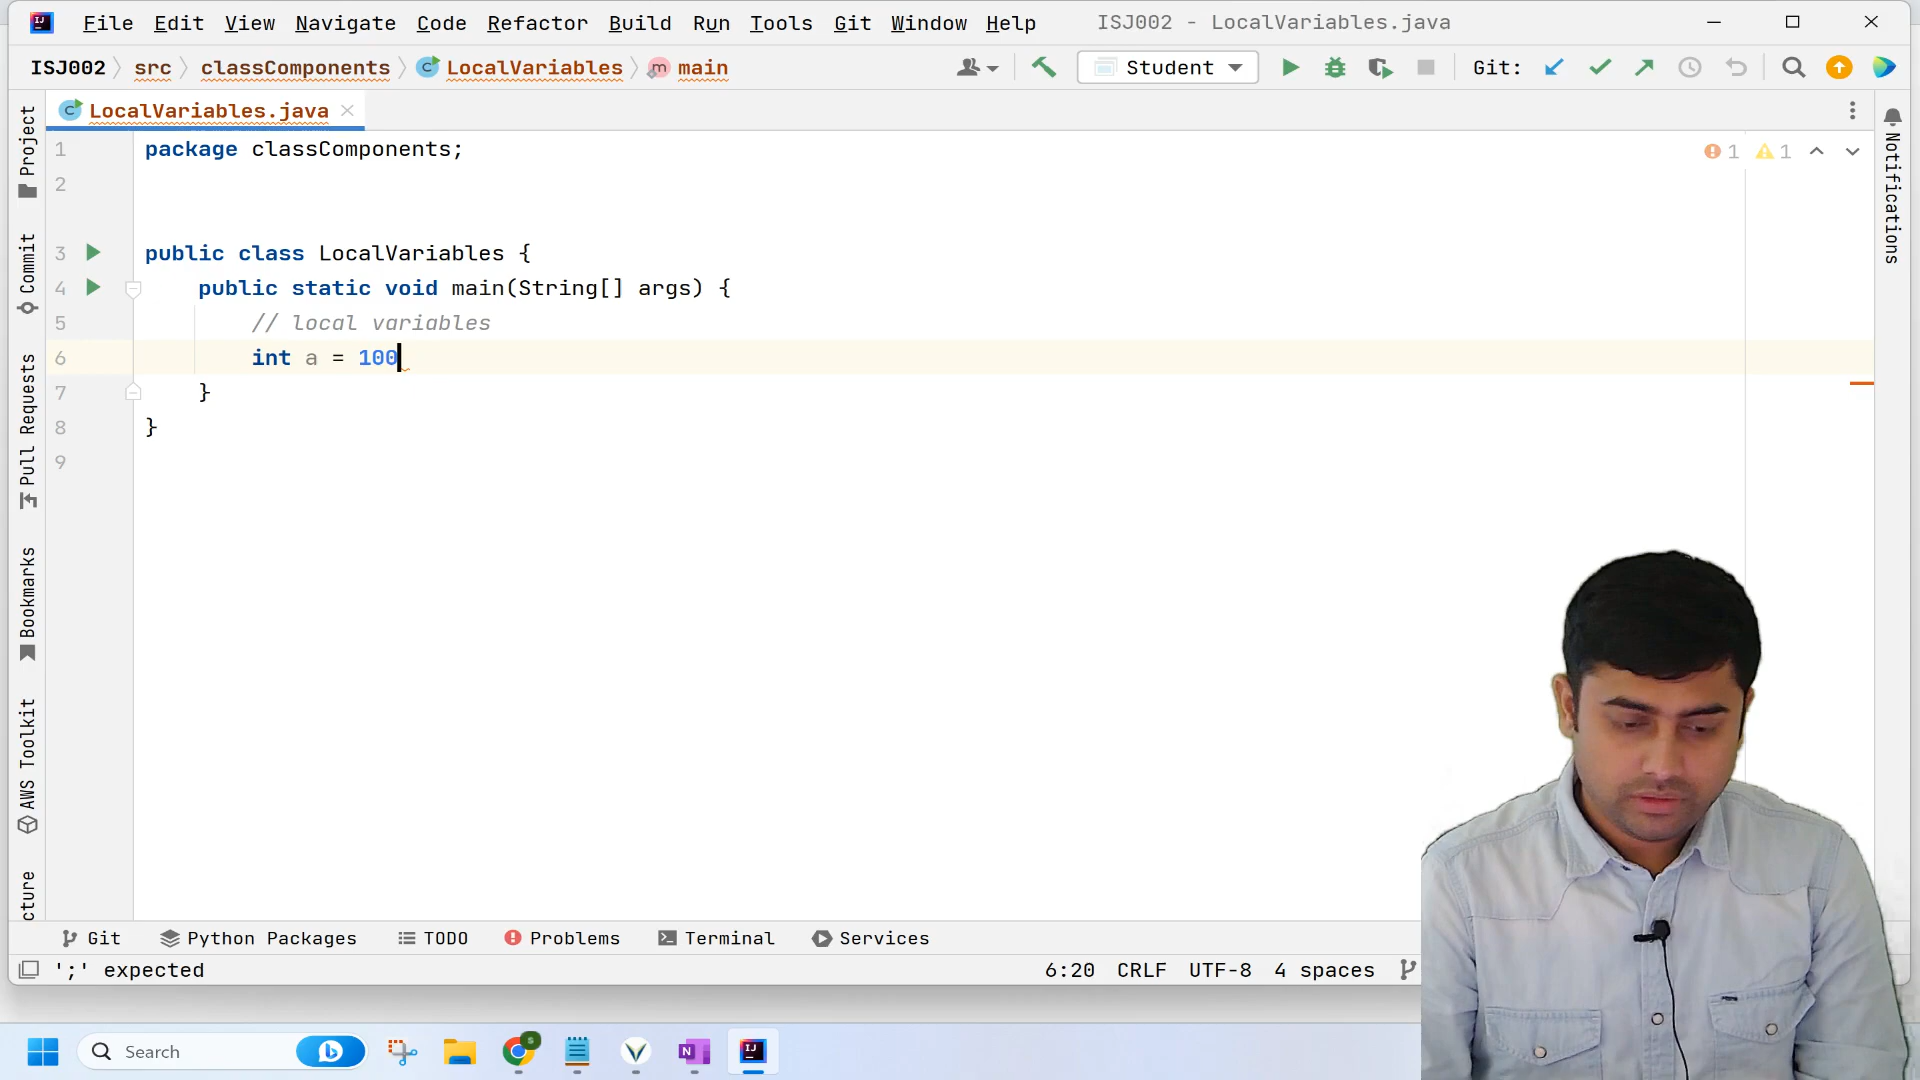 File Edit View Navigate Code Refactor Build Run Tools Git Window Help ISJ002 - LocalVariables.java
ISJ002 src classComponents LocalVariables main Student Git:
LocalVariables.java
Project
Commit
Pull Requests
Bookmarks
AWS Toolkit
cture
1 package classComponents;
2
3 public class LocalVariables {
4 public static void main(String[] args) {
5 // local variables
6 int a = 100
7 }
8 }
9
1 1
Notifications
Git Python Packages TODO Problems Terminal Services
';' expected 6:20 CRLF UTF-8 4 spaces
Search